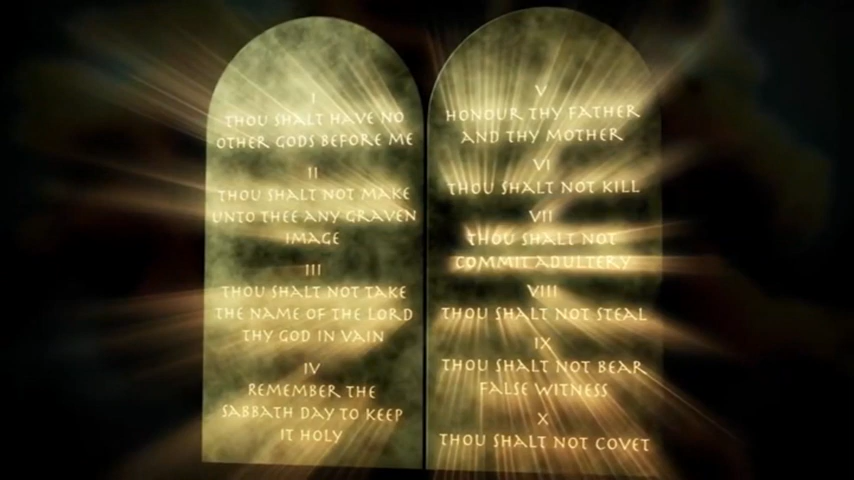 I
THOU SHALT HAVE NO
OTHER GODS BEFORE ME
II
THOU SHALT NOT MAKE
UNTO THEE ANY GRAVEN
IMAGE
III
THOU SHALT NOT TAKE
THE NAME OF THE LORD
THY GOD IN VAIN
IV
REMEMBER THE
SABBATH DAY TO KEEP
IT HOLY
V
HONOUR THY FATHER
AND THY MOTHER
VI
THOU SHALT NOT KILL
VII
THOU SHALT NOT
COMMIT ADULTERY
VIII
THOU SHALT NOT STEAL
IX
THOU SHALT NOT BEAR
FALSE WITNESS
X
THOU SHALT NOT COVET